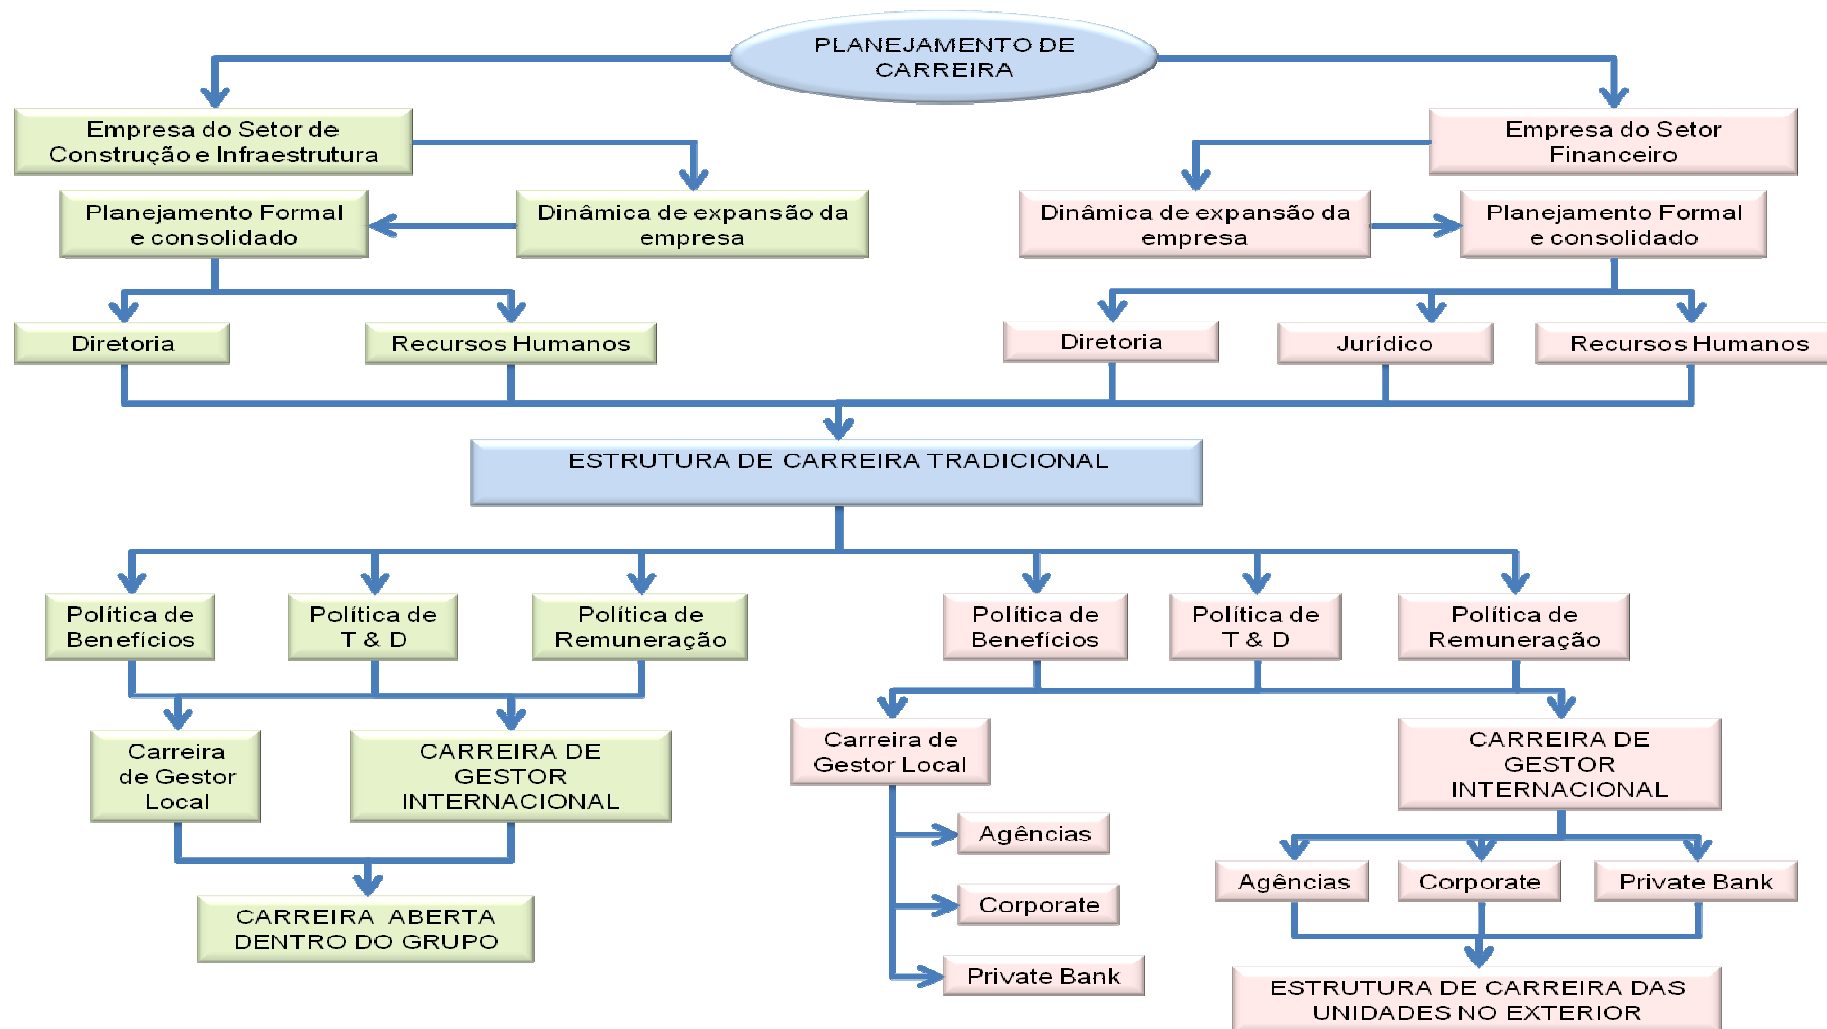 PLANEJAMENTO DE
CARREIRA
Empresa do Setor de
Construção e Infraestrutura
Empresa do Setor
Financeiro
Planejamento Formal
e consolidado
Dinâmica de expansão da
empresa
Dinâmica de expansão da
empresa
Planejamento Formal
e consolidado
Diretoria
Recursos Humanos
Diretoria
Jurídico
Recursos Humanos
ESTRUTURA DE CARREIRA TRADICIONAL
Política de
Benefícios
Política de
T & D
Política de
Remuneração
Política de
Benefícios
Política de
T & D
Política de
Remuneração
Carreira
de Gestor
Local
CARREIRA DE
GESTOR
INTERNACIONAL
Carreira de
Gestor Local
CARREIRA DE
GESTOR
INTERNACIONAL
Agências
Corporate
Private Bank
Agências
Corporate
Private Bank
CARREIRA ABERTA
DENTRO DO GRUPO
ESTRUTURA DE CARREIRA DAS
UNIDADES NO EXTERIOR